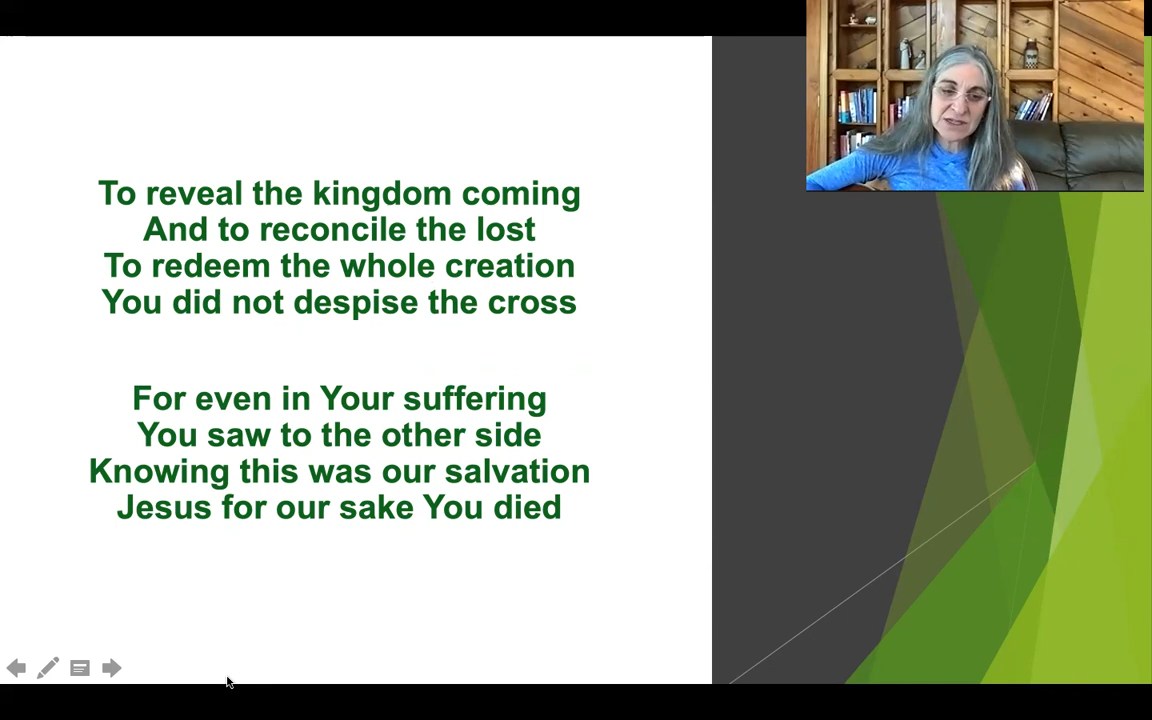 To reveal the kingdom coming
And to reconcile the lost
To redeem the whole creation
You did not despise the cross
For even in Your suffering
You saw to the other side
Knowing this was our salvation
Jesus for our sake You died